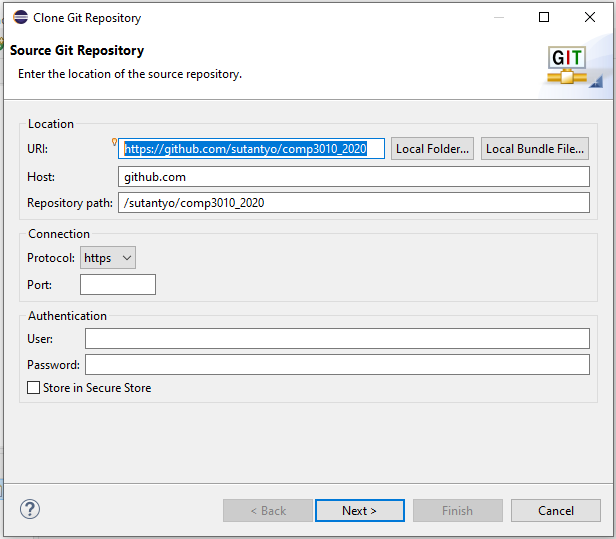 Clone Git Repository
Source Git Repository
Enter the location of the source repository.
GIT
Location
URI: https://github.com/sutantyo/comp3010_2020 Local Folder... Local Bundle File...
Host: github.com
Repository path: /sutantyo/comp3010_2020
Connection
Protocol: https
Port:
Authentication
User:
Password:
Store in Secure Store
? < Back Next > Finish Cancel